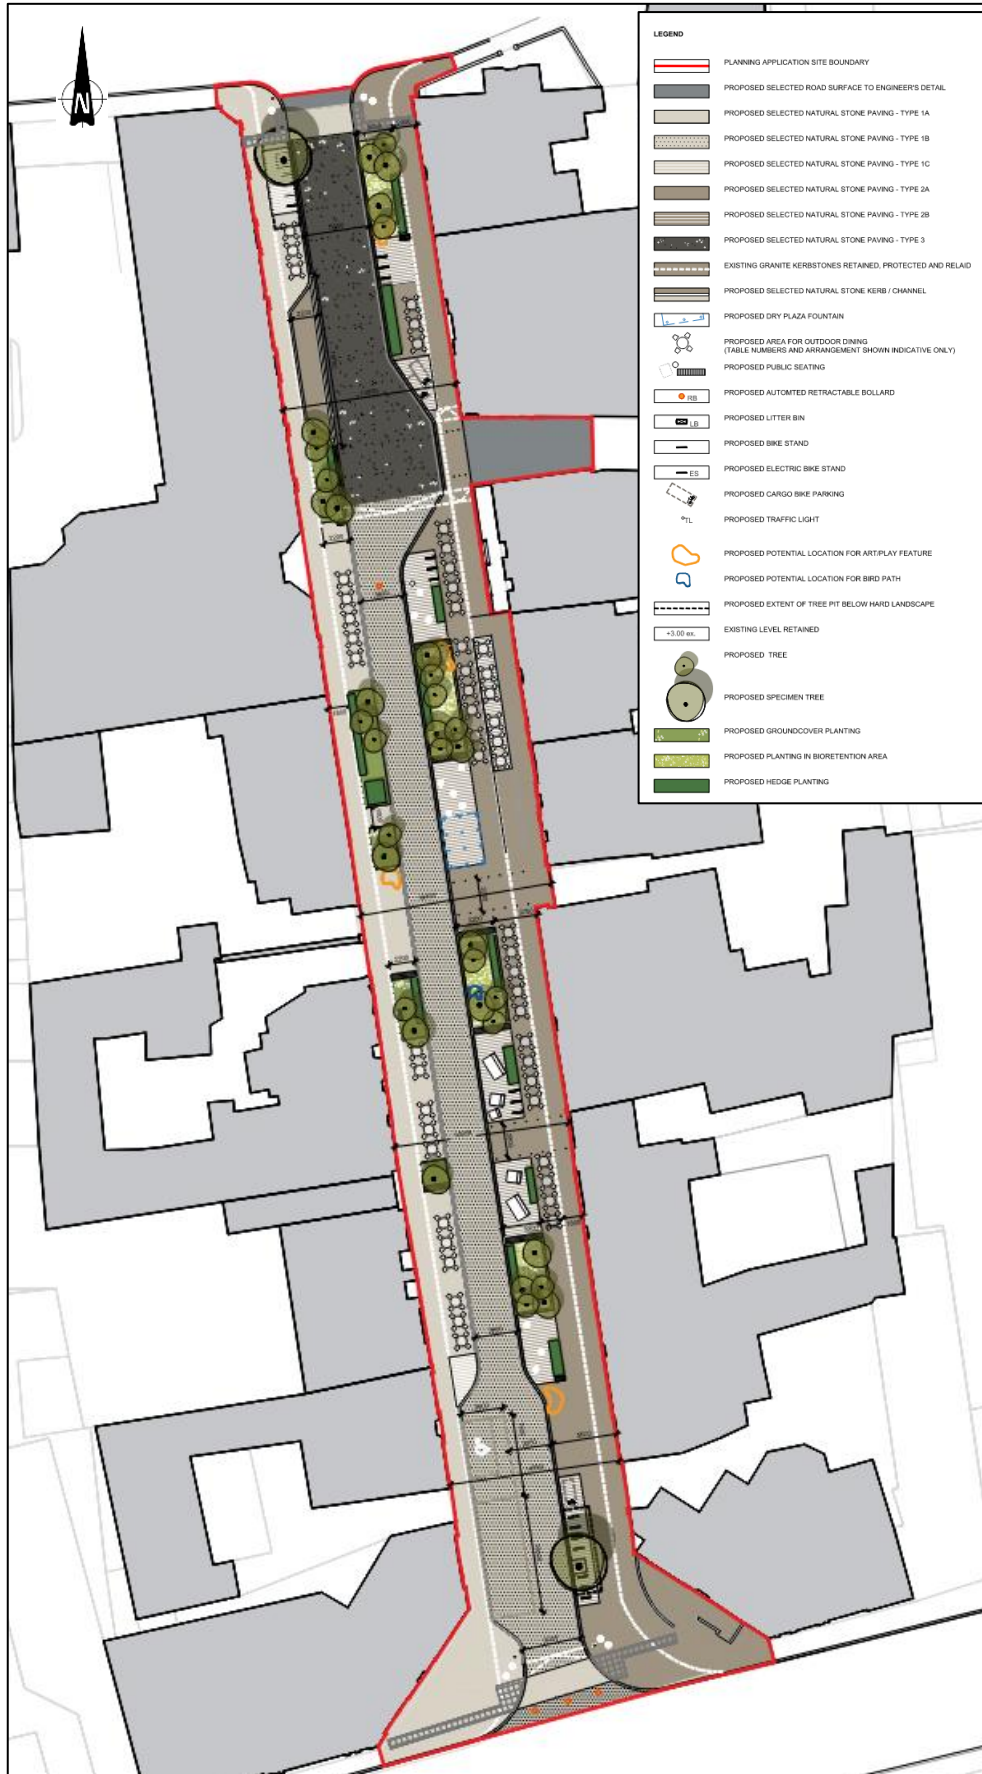 N
LEGEND
PLANNING APPLICATION SITE BOUNDARY
PROPOSED SELECTED ROAD SURFACE TO ENGINEER'S DETAIL
PROPOSED SELECTED NATURAL STONE PAVING - TYPE 1A
PROPOSED SELECTED NATURAL STONE PAVING - TYPE 1B
PROPOSED SELECTED NATURAL STONE PAVING - TYPE 1C
PROPOSED SELECTED NATURAL STONE PAVING - TYPE 2A
PROPOSED SELECTED NATURAL STONE PAVING - TYPE 2B
PROPOSED SELECTED NATURAL STONE PAVING - TYPE 3
EXISTING GRANITE KERBSTONES RETAINED, PROTECTED AND RELAID
PROPOSED SELECTED NATURAL STONE KERB / CHANNEL
PROPOSED DRY PLAZA FOUNTAIN
PROPOSED AREA FOR OUTDOOR DINING
(TABLE NUMBERS AND ARRANGEMENT SHOWN INDICATIVE ONLY)
PROPOSED PUBLIC SEATING
RB PROPOSED AUTOMTED RETRACTABLE BOLLARD
LB PROPOSED LITTER BIN
PROPOSED BIKE STAND
ES PROPOSED ELECTRIC BIKE STAND
PROPOSED CARGO BIKE PARKING
TL PROPOSED TRAFFIC LIGHT
PROPOSED POTENTIAL LOCATION FOR ART/PLAY FEATURE
PROPOSED POTENTIAL LOCATION FOR BIRD PATH
PROPOSED EXTENT OF TREE PIT BELOW HARD LANDSCAPE
+3.00 ex. EXISTING LEVEL RETAINED
PROPOSED TREE
PROPOSED SPECIMEN TREE
PROPOSED GROUNDCOVER PLANTING
PROPOSED PLANTING IN BIORETENTION AREA
PROPOSED HEDGE PLANTING